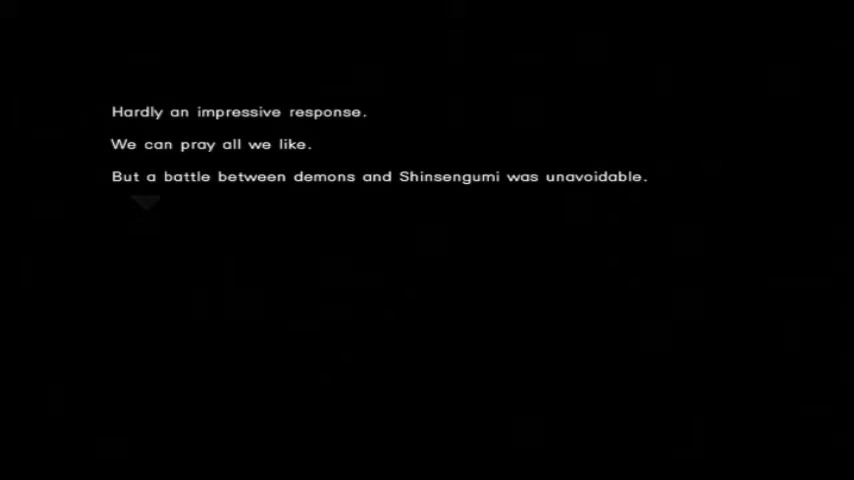 Hardly an impressive response.
We can pray all we like.
But a battle between demons and Shinsengumi was unavoidable.